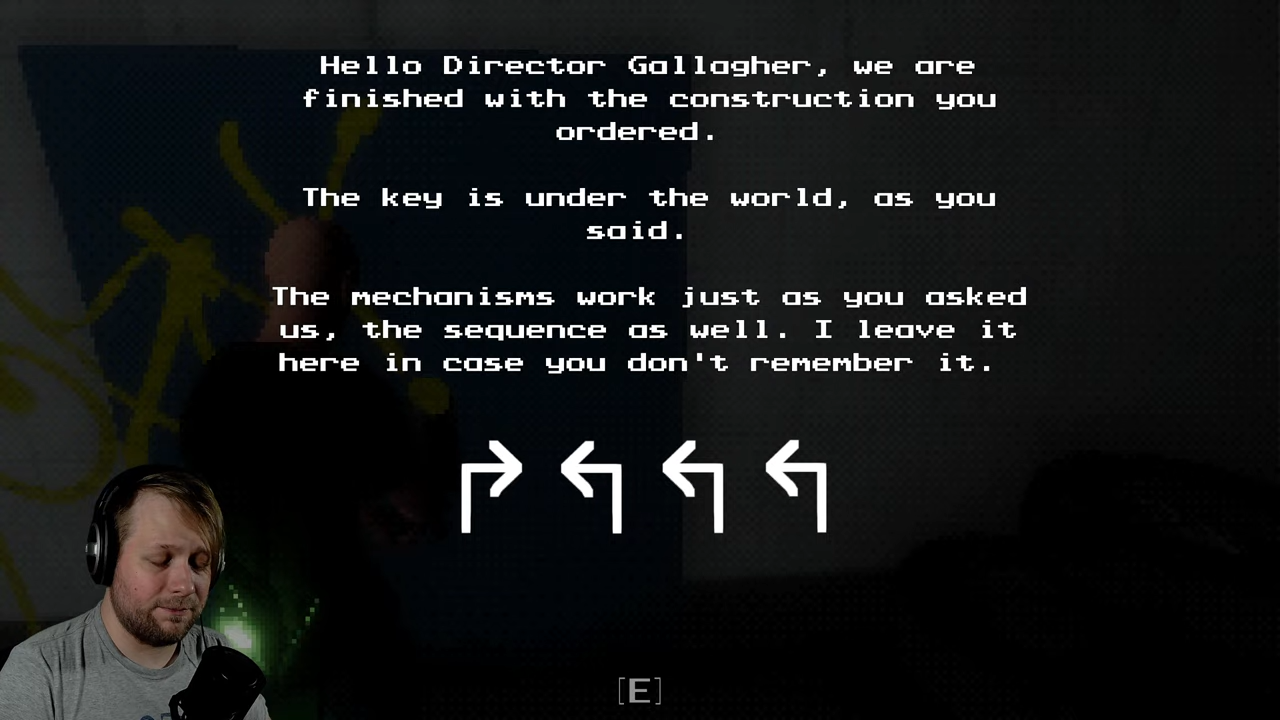 Hello Director Gallagher, we are
finished with the construction you
ordered.
The key is under the world, as you
said.
The mechanisms work just as you asked
us, the sequence as well. I leave it
here in case you don't remember it.
[E]